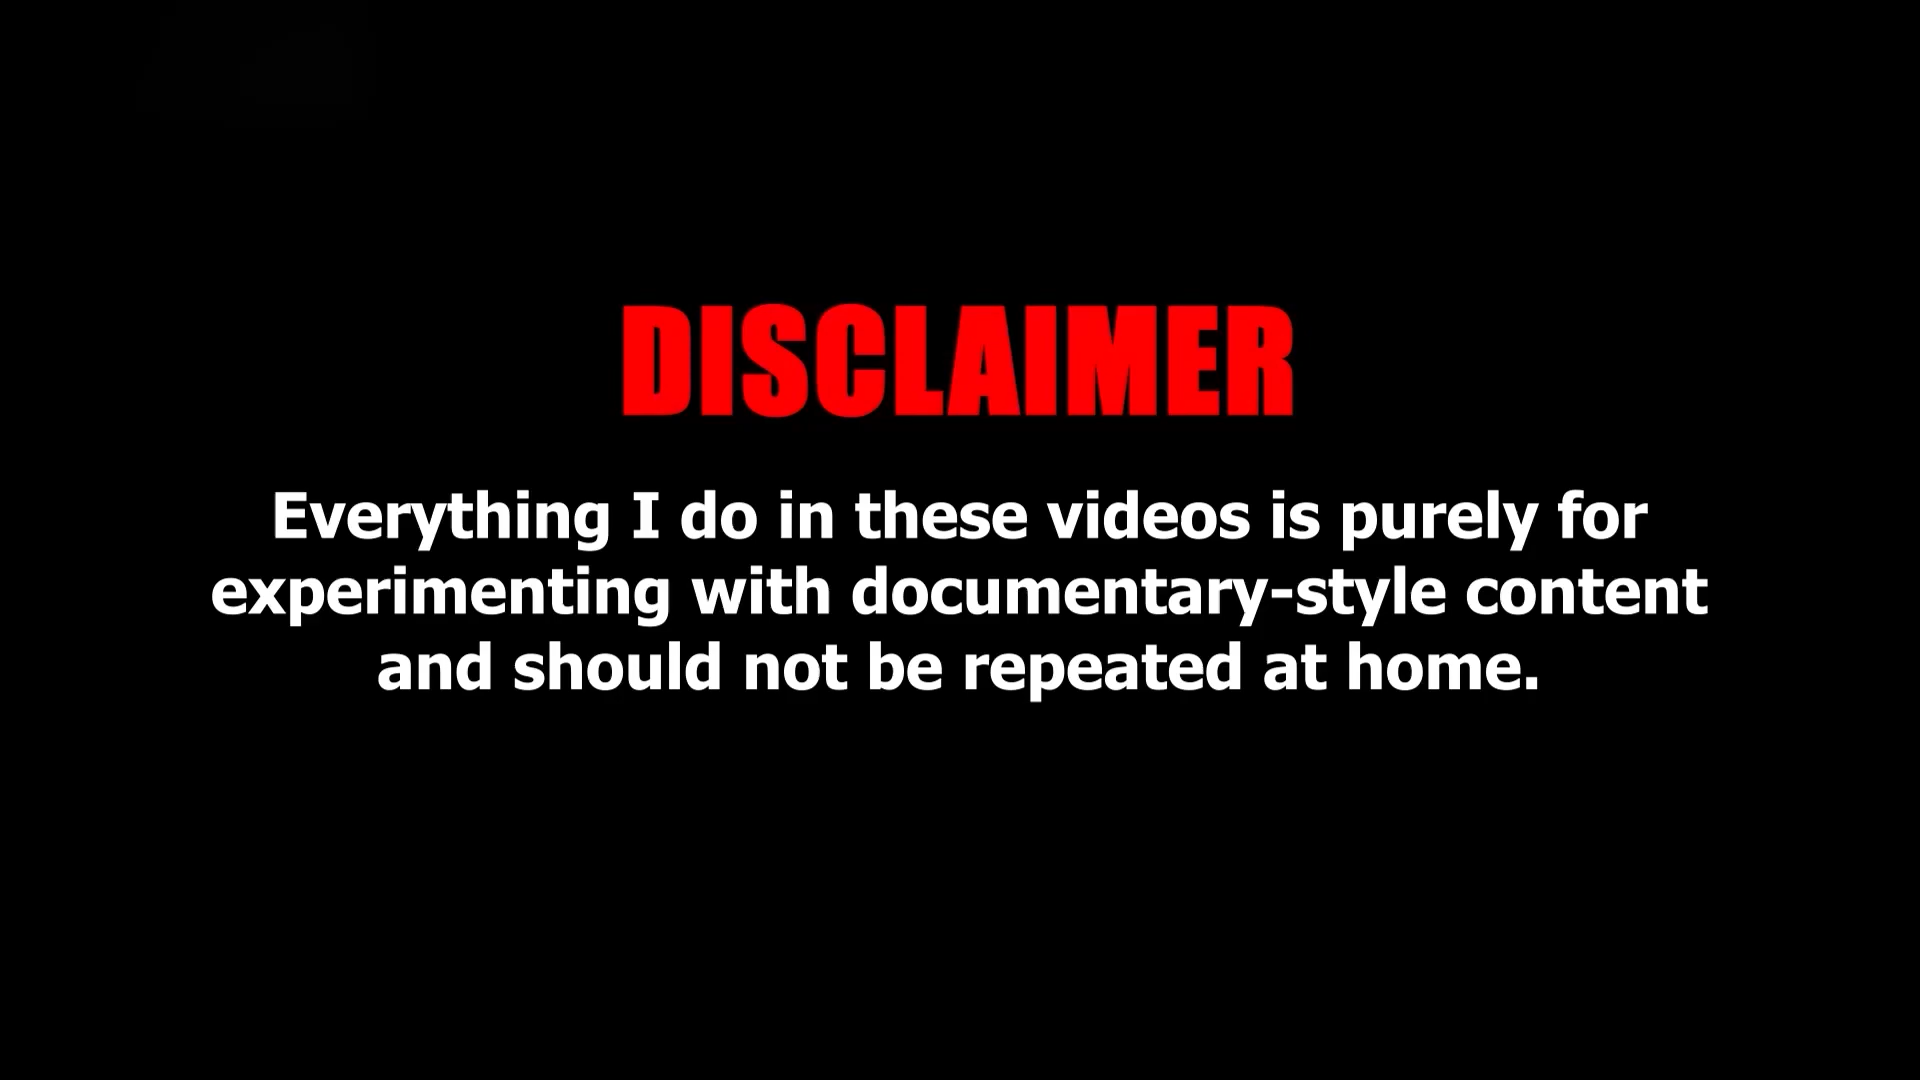 DISCLAIMER
Everything I do in these videos is purely for
experimenting with documentary-style content
and should not be repeated at home.